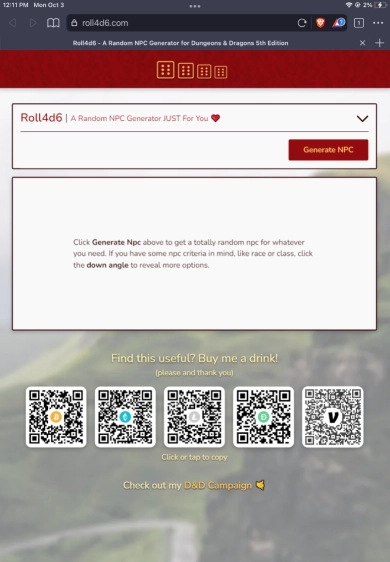 12:11 PM Mon Oct 3
2%
roll4d6.com
1
Roll4d6 - A Random NPC Generator for Dungeons & Dragons 5th Edition
Roll4d6 | A Random NPC Generator JUST For You
Generate NPC
Click Generate Npc above to get a totally random npc for whatever
you need. If you have some npc criteria in mind, like race or class, click
the down angle to reveal more options.
Find this useful? Buy me a drink!
(please and thank you)
Click or tap to copy
Check out my D&D Campaign